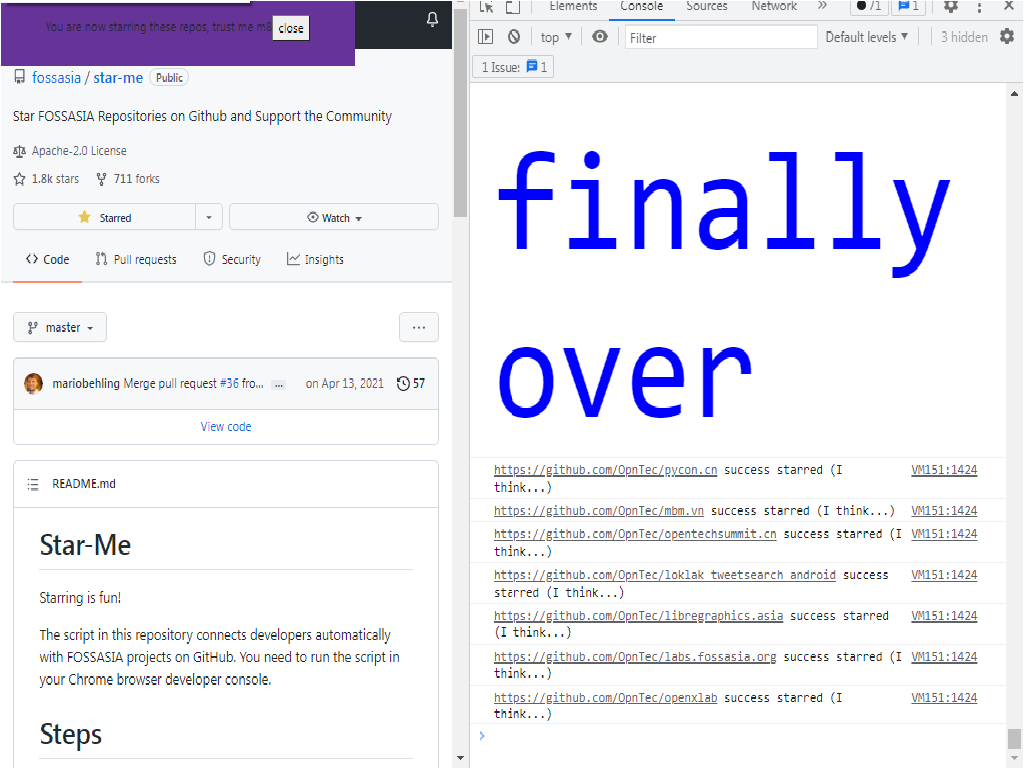 You are now starring these repos, trust me m8
close
fossasia / star-me Public
Star FOSSASIA Repositories on Github and Support the Community
Apache-2.0 License
1.8k stars 711 forks
Starred Watch
Code Pull requests Security Insights
master
...
mariobehling Merge pull request #36 fro... ... on Apr 13, 2021 57
View code
README.md
Star-Me
Starring is fun!
The script in this repository connects developers automatically
with FOSSASIA projects on GitHub. You need to run the script in
your Chrome browser developer console.
Steps
Elements Console Sources Network » /1 1
top Filter Default levels 3 hidden
1 Issue: 1
finally
over
https://github.com/OpnTec/pycon.cn success starred (I VM151:1424
think...)
https://github.com/OpnTec/mbm.vn success starred (I think...) VM151:1424
https://github.com/OpnTec/opentechsummit.cn success starred (I VM151:1424
think...)
https://github.com/OpnTec/loklak_tweetsearch_android success VM151:1424
starred (I think...)
https://github.com/OpnTec/libregraphics.asia success starred VM151:1424
(I think...)
https://github.com/OpnTec/labs.fossasia.org success starred (I VM151:1424
think...)
https://github.com/OpnTec/openxlab success starred (I VM151:1424
think...)